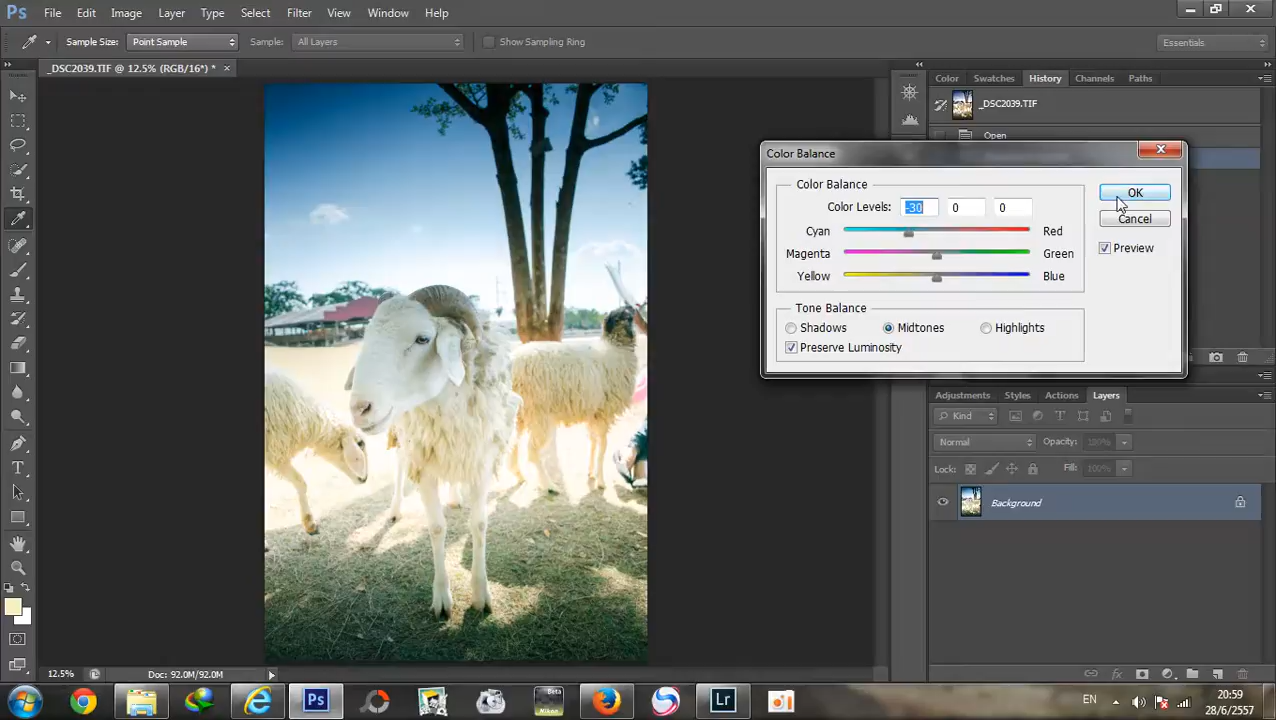 Ps File Edit Image Layer Type Select Filter View Window Help
Sample Size: Point Sample Sample: All Layers Show Sampling Ring Essentials
_DSC2039.TIF @ 12.5% (RGB/16*) * ×
Color Swatches History Channels Paths
_DSC2039.TIF
Open
Color Balance
Color Balance
Color Levels: -30 0 0
OK
Cancel
Preview
Cyan Red
Magenta Green
Yellow Blue
Tone Balance
Shadows Midtones Highlights
Preserve Luminosity
Adjustments Styles Actions Layers
Kind
Normal Opacity: 100%
Lock: Fill: 100%
Background
12.5% Doc: 92.0M/92.0M
Ps Beta Nikon Lr EN 20:59
28/6/2557